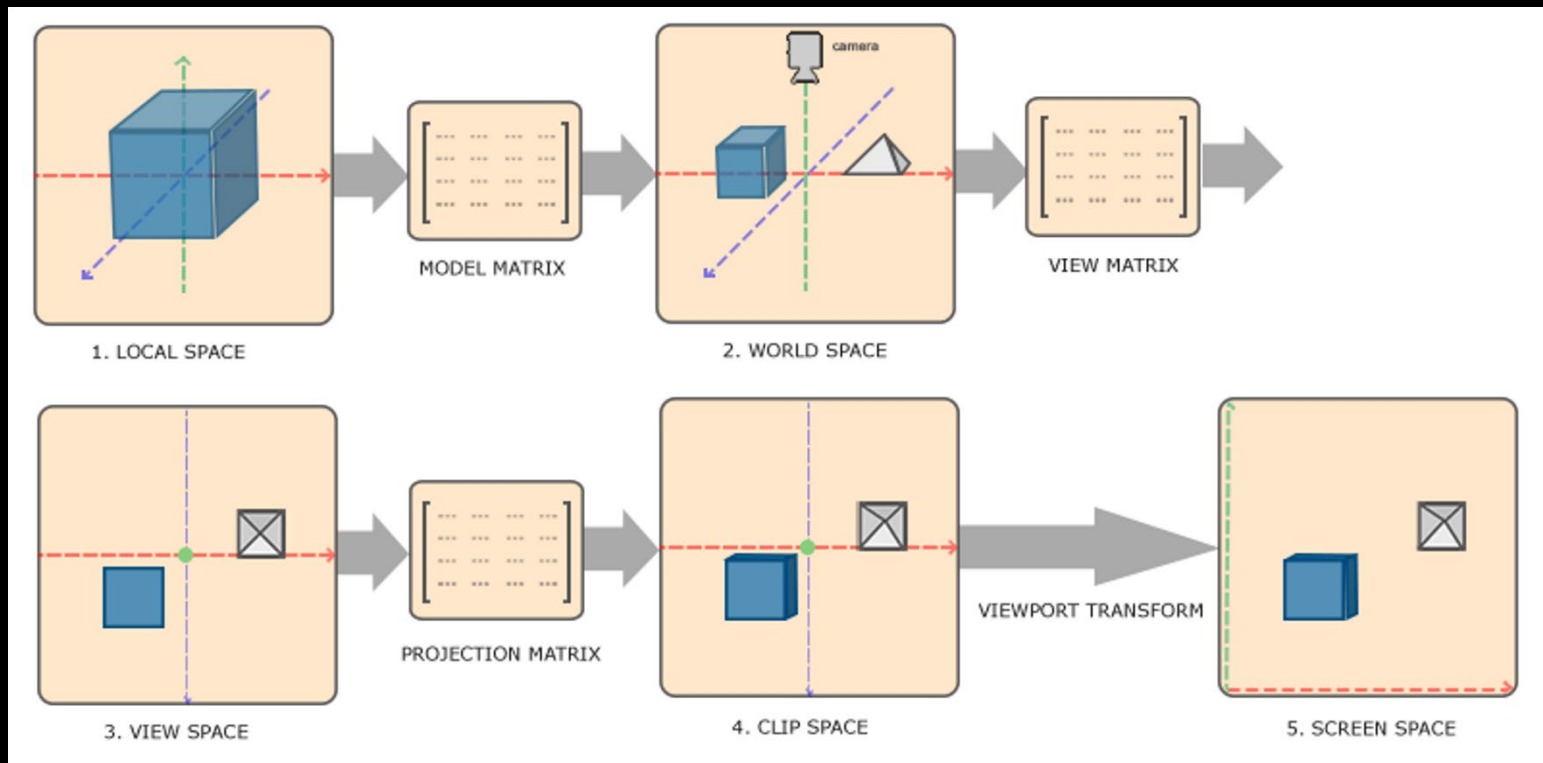 camera
MODEL MATRIX
VIEW MATRIX
1. LOCAL SPACE
2. WORLD SPACE
VIEWPORT TRANSFORM
PROJECTION MATRIX
3. VIEW SPACE
4. CLIP SPACE
5. SCREEN SPACE